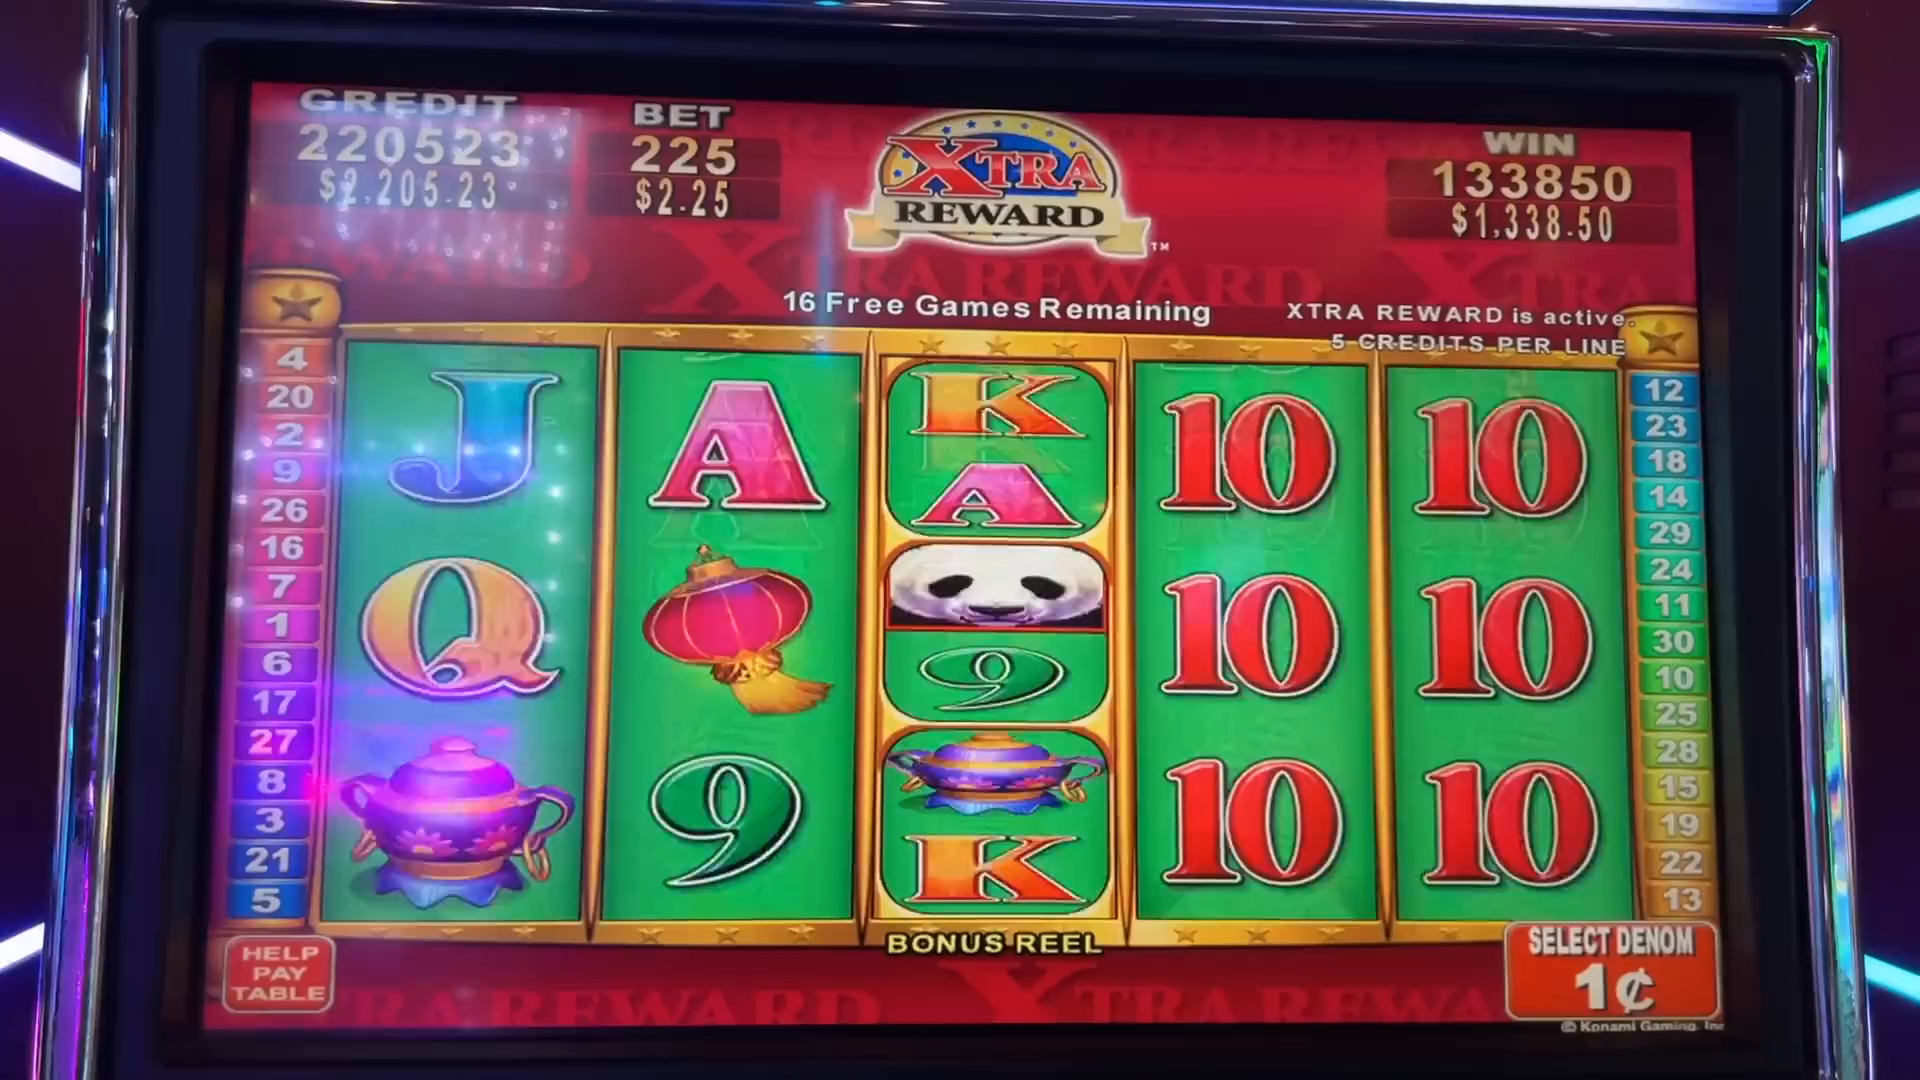 CREDIT
220523
$2,205.23
BET
225
$2.25
XTRA
REWARD
TM
WIN
133850
$1,338.50
16 Free Games Remaining
XTRA REWARD is active.
5 CREDITS PER LINE
4
20
2
9
26
16
7
1
6
17
27
8
3
21
5
J
A
K
A
10
10
Q
9
10
10
9
K
10
10
12
23
18
14
29
24
11
30
10
25
28
15
19
22
13
BONUS REEL
HELP
PAY
TABLE
SELECT DENOM
1¢
© Konami Gaming, Inc
XTRA REWARD